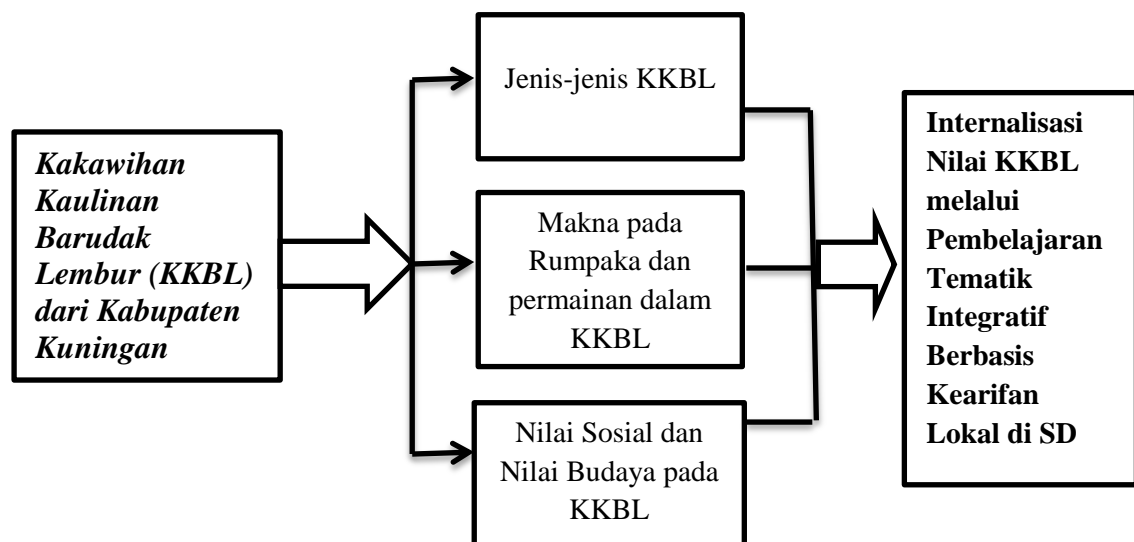 Kakawihan
Kaulinan
Barudak
Lembur (KKBL)
dari Kabupaten
Kuningan
Jenis-jenis KKBL
Makna pada
Rumpaka dan
permainan dalam
KKBL
Nilai Sosial dan
Nilai Budaya pada
KKBL
Internalisasi
Nilai KKBL
melalui
Pembelajaran
Tematik
Integratif
Berbasis
Kearifan
Lokal di SD